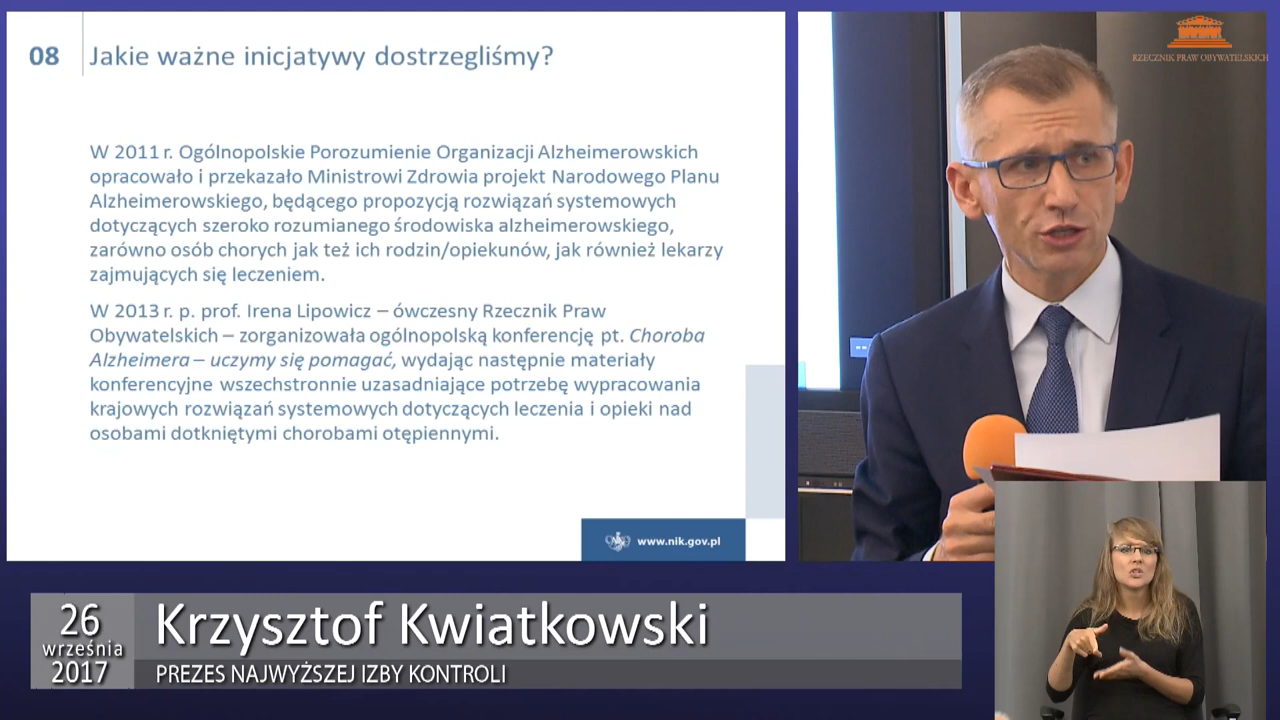 08
Jakie ważne inicjatywy dostrzegliśmy?
W 2011 r. Ogólnopolskie Porozumienie Organizacji Alzheimerowskich
opracowało i przekazało Ministrowi Zdrowia projekt Narodowego Planu
Alzheimerowskiego, będącego propozycją rozwiązań systemowych
dotyczących szeroko rozumianego środowiska alzheimerowskiego,
zarówno osób chorych jak też ich rodzin/opiekunów, jak również lekarzy
zajmujących się leczeniem.
W 2013 r. p. prof. Irena Lipowicz – ówczesny Rzecznik Praw
Obywatelskich – zorganizowała ogólnopolską konferencję pt. Choroba
Alzheimera – uczymy się pomagać, wydając następnie materiały
konferencyjne wszechstronnie uzasadniające potrzebę wypracowania
krajowych rozwiązań systemowych dotyczących leczenia i opieki nad
osobami dotkniętymi chorobami otępiennymi.
NIK
www.nik.gov.pl
RZECZNIK PRAW OBYWATELSKICH
26
września
2017
Krzysztof Kwiatkowski
PREZES NAJWYŻSZEJ IZBY KONTROLI